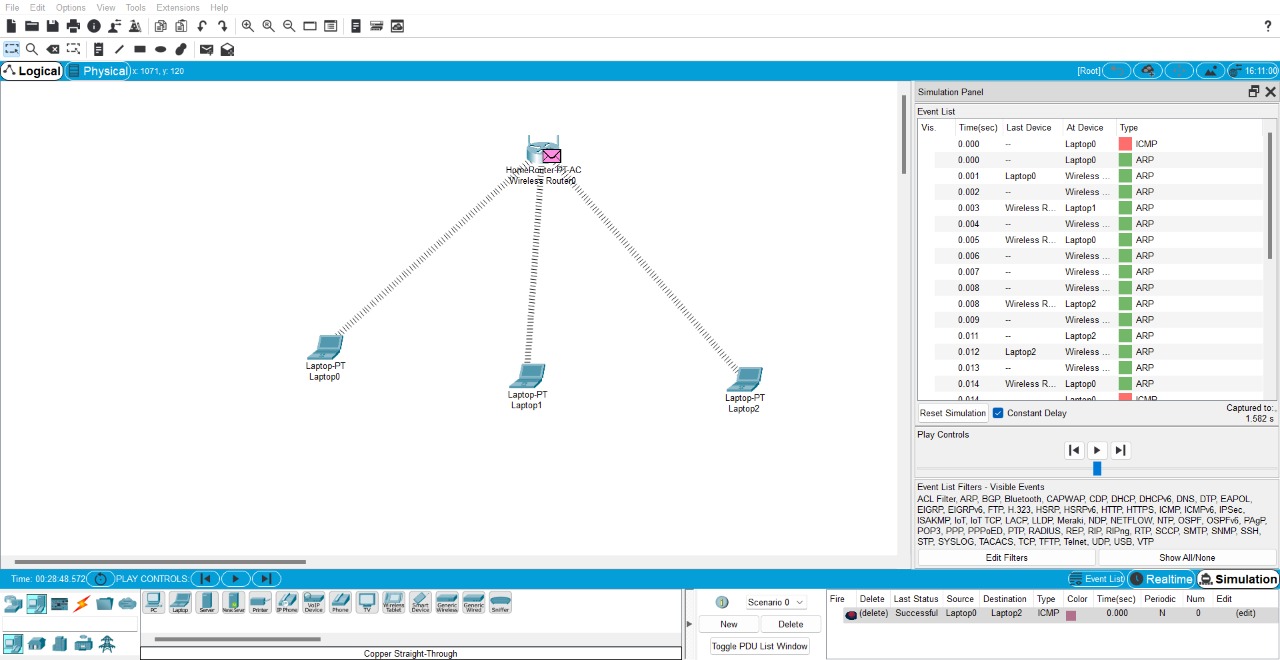 File Edit Options View Tools Extensions Help
?
Logical Physical x: 1071, y: 120 [Root] 16:11:00
HomeRouter-PT-AC
Wireless Router0
Laptop-PT
Laptop0
Laptop-PT
Laptop1
Laptop-PT
Laptop2
Simulation Panel
Event List
Vis. Time(sec) Last Device At Device Type
0.000 -- Laptop0 ICMP
0.000 -- Laptop0 ARP
0.001 Laptop0 Wireless ... ARP
0.002 -- Wireless ... ARP
0.003 Wireless R... Laptop1 ARP
0.004 -- Wireless ... ARP
0.005 Wireless R... Laptop0 ARP
0.006 -- Wireless ... ARP
0.007 -- Wireless ... ARP
0.008 -- Wireless ... ARP
0.008 Wireless R... Laptop2 ARP
0.009 -- Wireless ... ARP
0.011 -- Laptop2 ARP
0.012 Laptop2 Wireless ... ARP
0.013 -- Wireless ... ARP
0.014 Wireless R... Laptop0 ARP
0.014 -- Laptop0 ICMP
Reset Simulation Constant Delay Captured to:
1.582 s
Play Controls
Event List Filters - Visible Events
ACL Filter, ARP, BGP, Bluetooth, CAPWAP, CDP, DHCP, DHCPv6, DNS, DTP, EAPOL,
EIGRP, EIGRPv6, FTP, H.323, HSRP, HSRPv6, HTTP, HTTPS, ICMP, ICMPv6, IPSec,
ISAKMP, IoT, IoT TCP, LACP, LLDP, Meraki, NDP, NETFLOW, NTP, OSPF, OSPFv6, PAgP,
POP3, PPP, PPPoED, PTP, RADIUS, REP, RIP, RIPng, RTP, SCCP, SMTP, SNMP, SSH,
STP, SYSLOG, TACACS, TCP, TFTP, Telnet, UDP, USB, VTP
Edit Filters Show All/None
Time: 00:28:48.572 PLAY CONTROLS: Event List Realtime Simulation
PC Laptop Server Printer IP Phone VoIP Device Phone TV Wireless Tablet Smart Device Generic Wireless Generic Wired Sniffer
Copper Straight-Through
Scenario 0
New Delete
Toggle PDU List Window
Fire Delete Last Status Source Destination Type Color Time(sec) Periodic Num Edit
(delete) Successful Laptop0 Laptop2 ICMP 0.000 N 0 (edit)